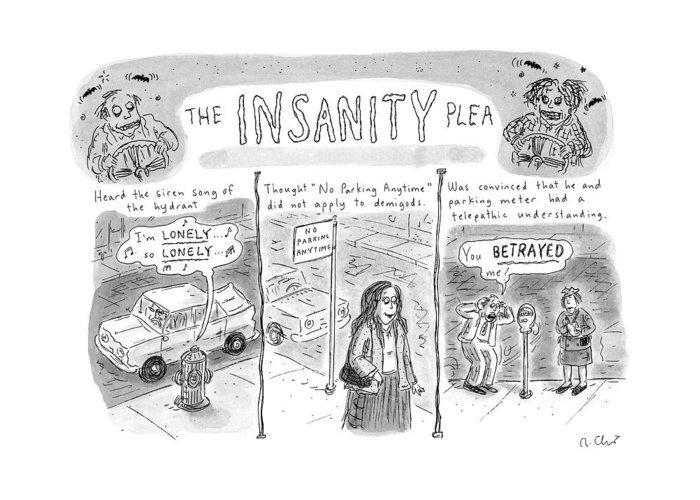 THE INSANITY PLEA
Heard the siren song of
the hydrant
I'm LONELY...
so LONELY...
Thought "No Parking Anytime"
did not apply to demigods.
NO
PARKING
ANYTIME
Was convinced that he and
parking meter had a
telepathic understanding.
You BETRAYED
me!
R. Chst